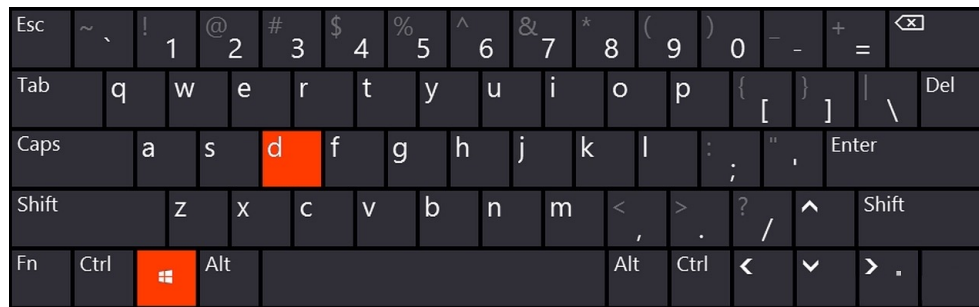 Esc ~ ` ! 1 @ 2 # 3 $ 4 % 5 ^ 6 & 7 * 8 ( 9 ) 0 _ - + =
Tab q w e r t y u i o p { [ } ] | \ Del
Caps a s d f g h j k l : ; " ' Enter
Shift z x c v b n m < , > . ? / Shift
Fn Ctrl Alt Alt Ctrl